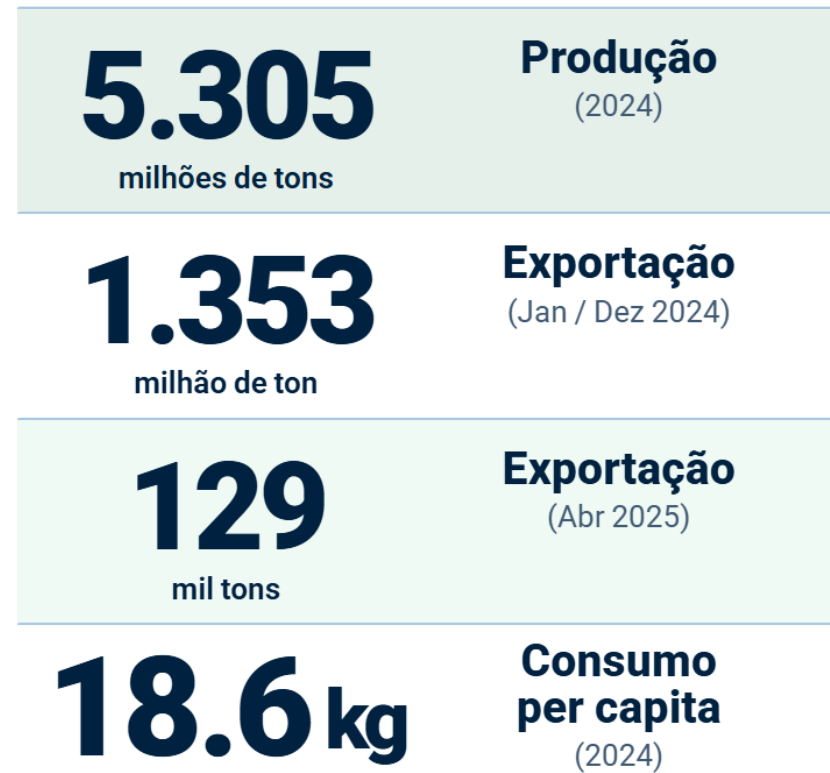 5.305
milhões de tons
Produção
(2024)
1.353
milhão de ton
Exportação
(Jan / Dez 2024)
129
mil tons
Exportação
(Abr 2025)
18.6 kg
Consumo
per capita
(2024)